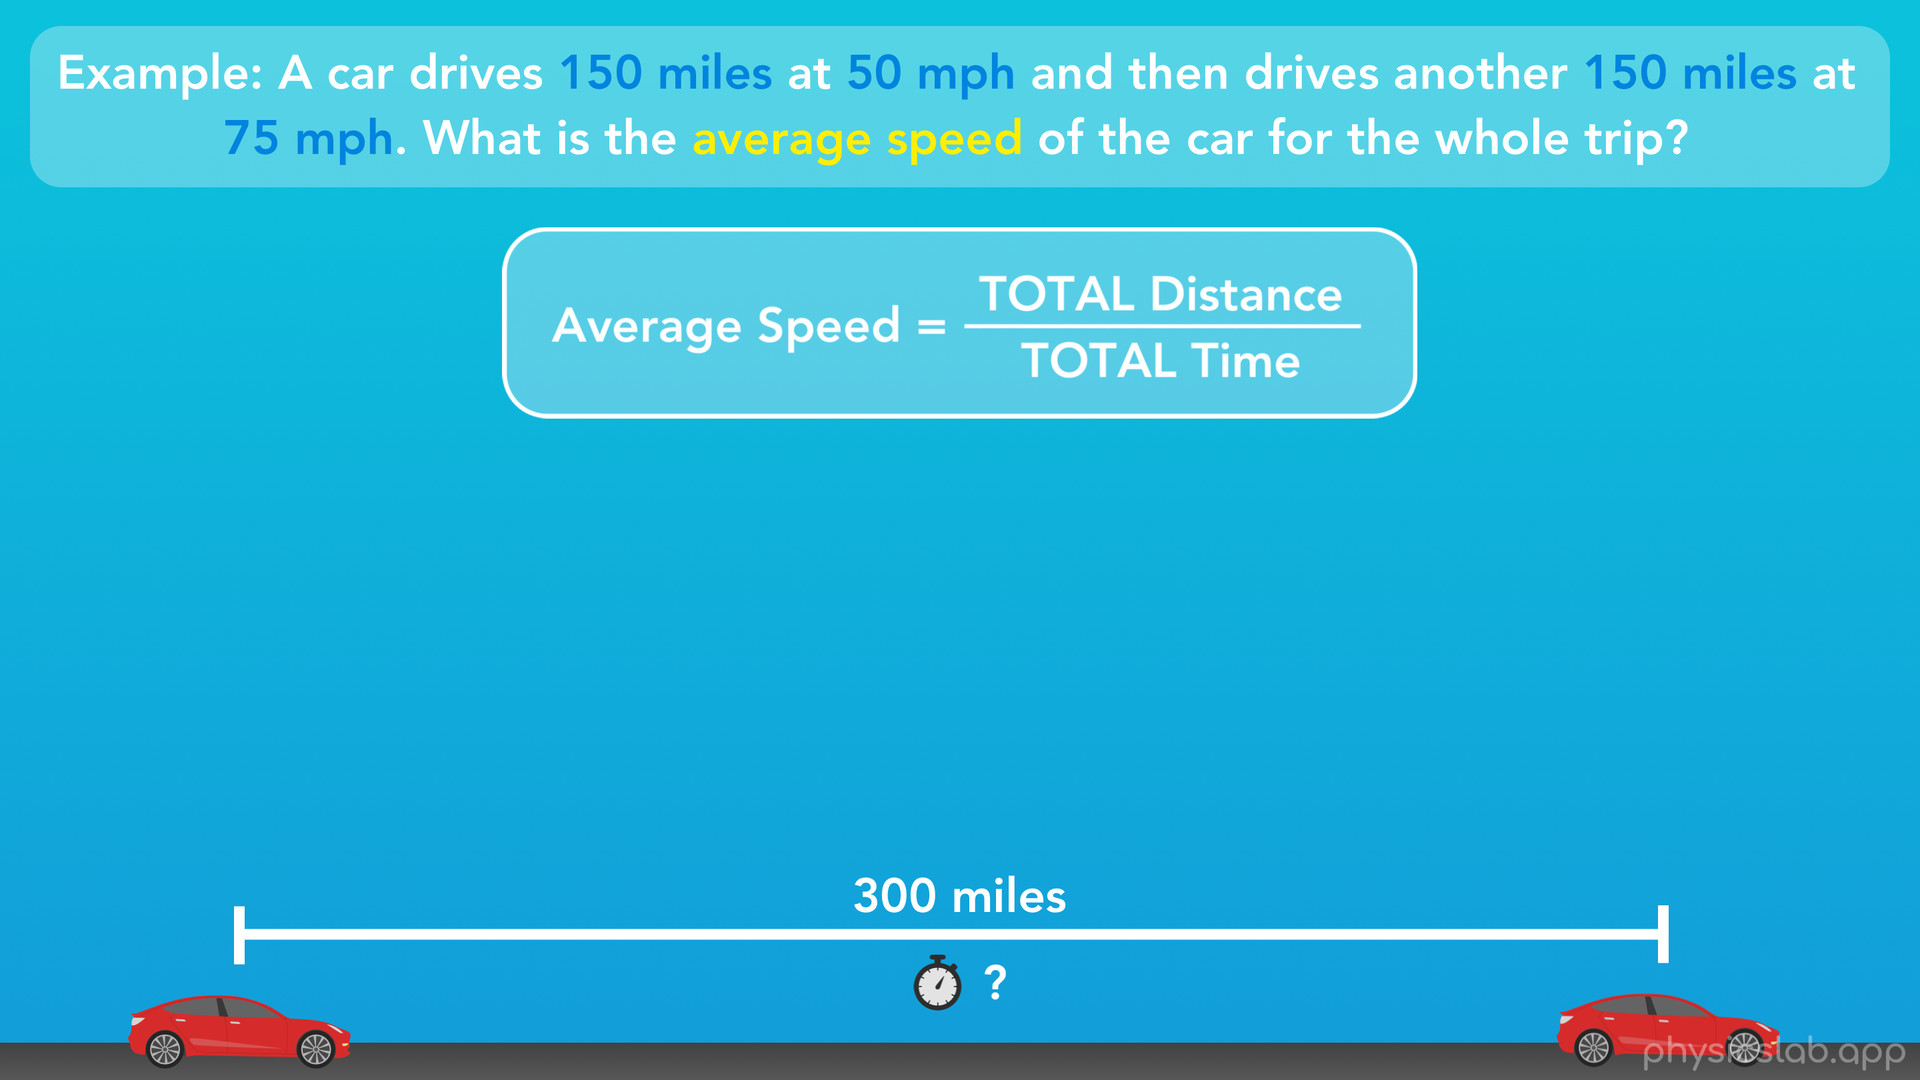 Example: A car drives 150 miles at 50 mph and then drives another 150 miles at
75 mph. What is the average speed of the car for the whole trip?
Average Speed = TOTAL Distance
TOTAL Time
300 miles
?
physicslab.app